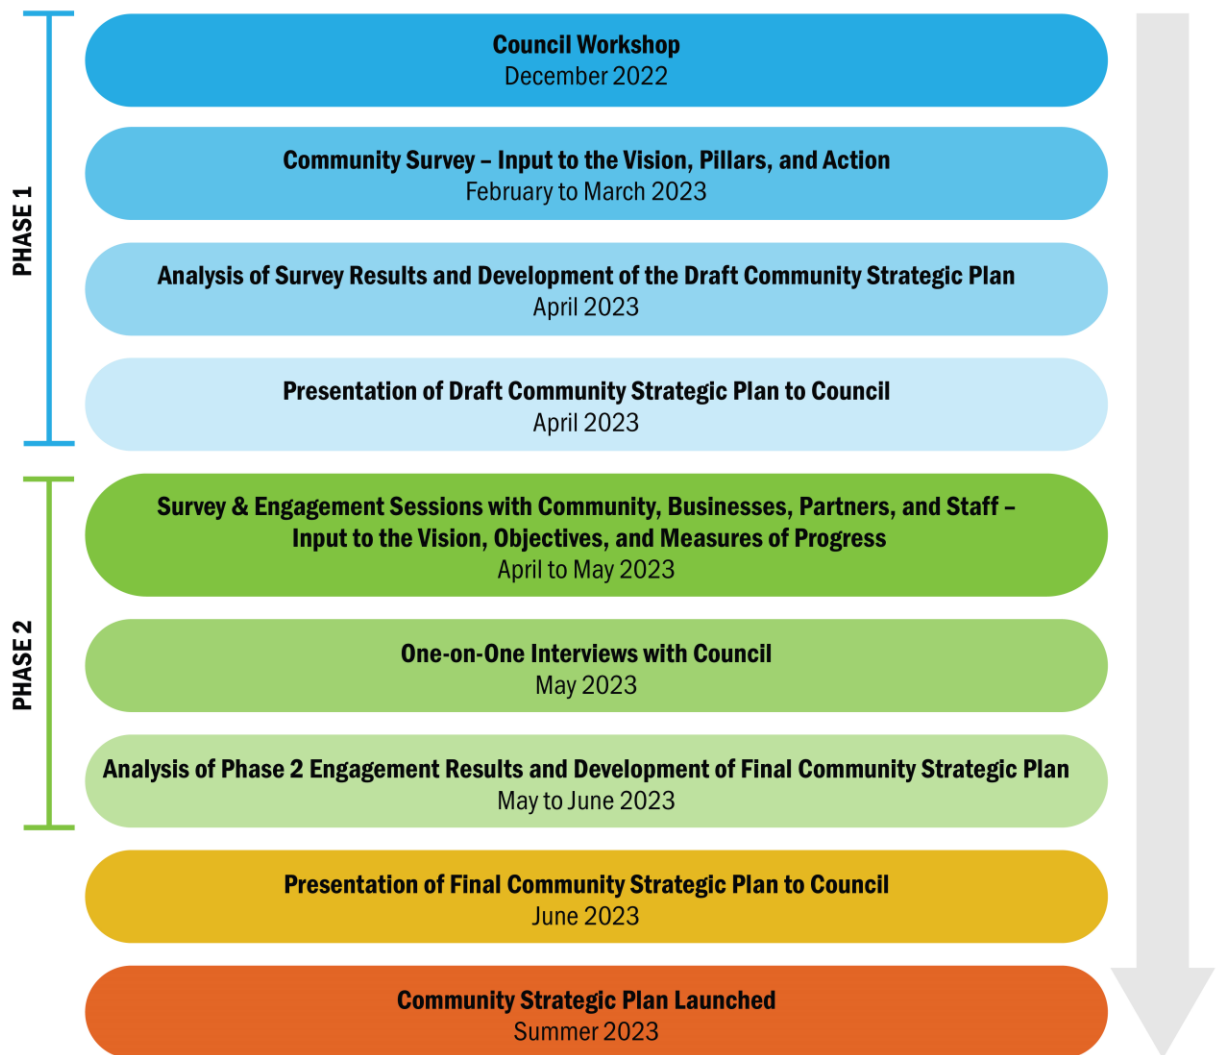 PHASE 1
Council Workshop
December 2022
Community Survey – Input to the Vision, Pillars, and Action
February to March 2023
Analysis of Survey Results and Development of the Draft Community Strategic Plan
April 2023
Presentation of Draft Community Strategic Plan to Council
April 2023
PHASE 2
Survey & Engagement Sessions with Community, Businesses, Partners, and Staff –
Input to the Vision, Objectives, and Measures of Progress
April to May 2023
One-on-One Interviews with Council
May 2023
Analysis of Phase 2 Engagement Results and Development of Final Community Strategic Plan
May to June 2023
Presentation of Final Community Strategic Plan to Council
June 2023
Community Strategic Plan Launched
Summer 2023